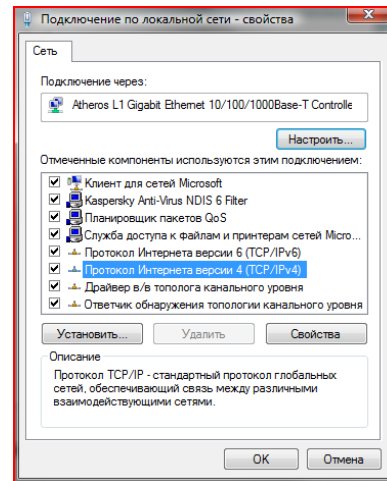 Подключение по локальной сети - свойства
Сеть
Подключение через:
Atheros L1 Gigabit Ethernet 10/100/1000Base-T Controlle
Настроить...
Отмеченные компоненты используются этим подключением:
Клиент для сетей Microsoft
Kaspersky Anti-Virus NDIS 6 Filter
Планировщик пакетов QoS
Служба доступа к файлам и принтерам сетей Micro...
Протокол Интернета версии 6 (TCP/IPv6)
Протокол Интернета версии 4 (TCP/IPv4)
Драйвер в/в тополога канального уровня
Ответчик обнаружения топологии канального уровня
Установить... Удалить Свойства
Описание
Протокол TCP/IP - стандартный протокол глобальных
сетей, обеспечивающий связь между различными
взаимодействующими сетями.
OK Отмена